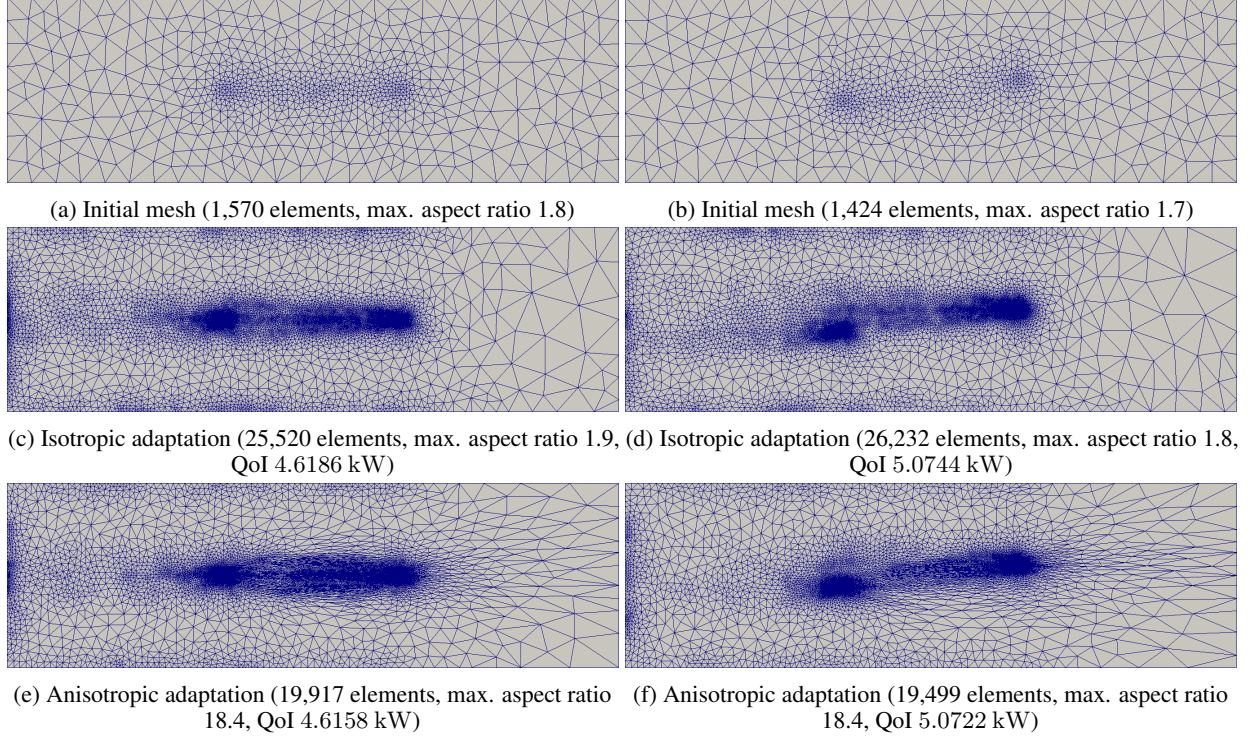 (a) Initial mesh (1,570 elements, max. aspect ratio 1.8)
(b) Initial mesh (1,424 elements, max. aspect ratio 1.7)
(c) Isotropic adaptation (25,520 elements, max. aspect ratio 1.9,
QoI 4.6186 kW)
(d) Isotropic adaptation (26,232 elements, max. aspect ratio 1.8,
QoI 5.0744 kW)
(e) Anisotropic adaptation (19,917 elements, max. aspect ratio
18.4, QoI 4.6158 kW)
(f) Anisotropic adaptation (19,499 elements, max. aspect ratio
18.4, QoI 5.0722 kW)